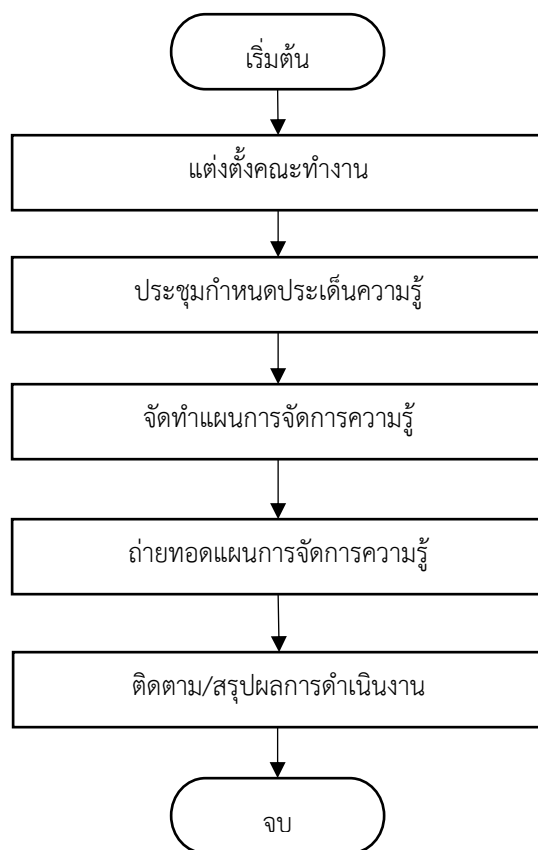 เริ่มต้น
แต่งตั้งคณะทำงาน
ประชุมกำหนดประเด็นความรู้
จัดทำแผนการจัดการความรู้
ถ่ายทอดแผนการจัดการความรู้
ติดตาม/สรุปผลการดำเนินงาน
จบ